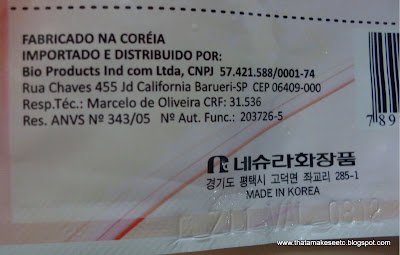 FABRICADO NA CORÉIA
IMPORTADO E DISTRIBUIDO POR:
Bio Products Ind com Ltda, CNPJ 57.421.588/0001-74
Rua Chaves 455 Jd California Barueri-SP CEP 06409-000
Resp.Téc.: Marcelo de Oliveira CRF: 31.536
Res. ANVS Nº 343/05 Nº Aut. Func.: 203726-5
789
네슈라화장품
경기도 평택시 고덕면 좌교리 285-1
MADE IN KOREA
VAL 0812
www.thatamakeseetc.blogspot.com